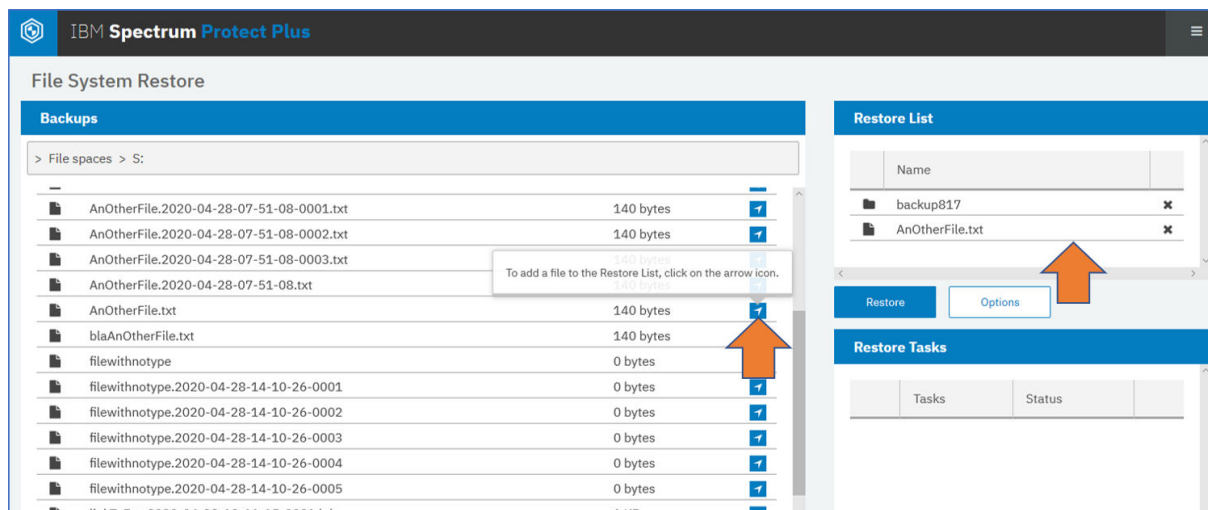 IBM Spectrum Protect Plus
File System Restore
Backups
> File spaces > S:
AnOtherFile.2020-04-28-07-51-08-0001.txt 140 bytes
AnOtherFile.2020-04-28-07-51-08-0002.txt 140 bytes
AnOtherFile.2020-04-28-07-51-08-0003.txt 140 bytes
To add a file to the Restore List, click on the arrow icon.
AnOtherFile.2020-04-28-07-51-08.txt 140 bytes
AnOtherFile.txt 140 bytes
blaAnOtherFile.txt 140 bytes
filewithnotype 0 bytes
filewithnotype.2020-04-28-14-10-26-0001 0 bytes
filewithnotype.2020-04-28-14-10-26-0002 0 bytes
filewithnotype.2020-04-28-14-10-26-0003 0 bytes
filewithnotype.2020-04-28-14-10-26-0004 0 bytes
filewithnotype.2020-04-28-14-10-26-0005 0 bytes
Restore List
Name
backup817
AnOtherFile.txt
Restore Options
Restore Tasks
Tasks Status